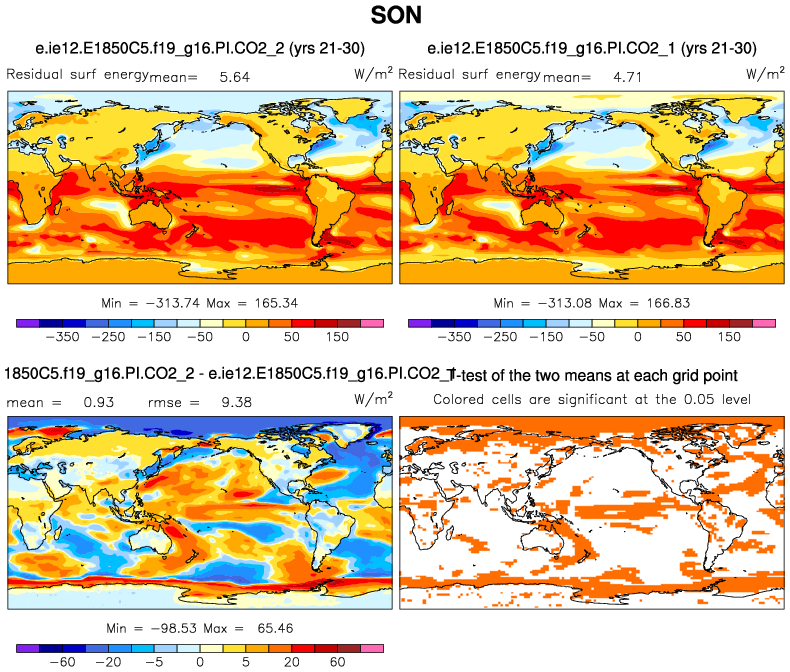 SON
e.ie12.E1850C5.f19_g16.PI.CO2_2 (yrs 21-30)
Residual surf energy mean= 5.64 W/m²
Min = -313.74 Max = 165.34
-350 -250 -150 -50 0 50 150
e.ie12.E1850C5.f19_g16.PI.CO2_1 (yrs 21-30)
Residual surf energy mean= 4.71 W/m²
Min = -313.08 Max = 166.83
-350 -250 -150 -50 0 50 150
1850C5.f19_g16.PI.CO2_2 - e.ie12.E1850C5.f19_g16.PI.CO2_1
mean = 0.93 rmse = 9.38 W/m²
Min = -98.53 Max = 65.46
-60 -20 -5 0 5 20 60
T-test of the two means at each grid point
Colored cells are significant at the 0.05 level